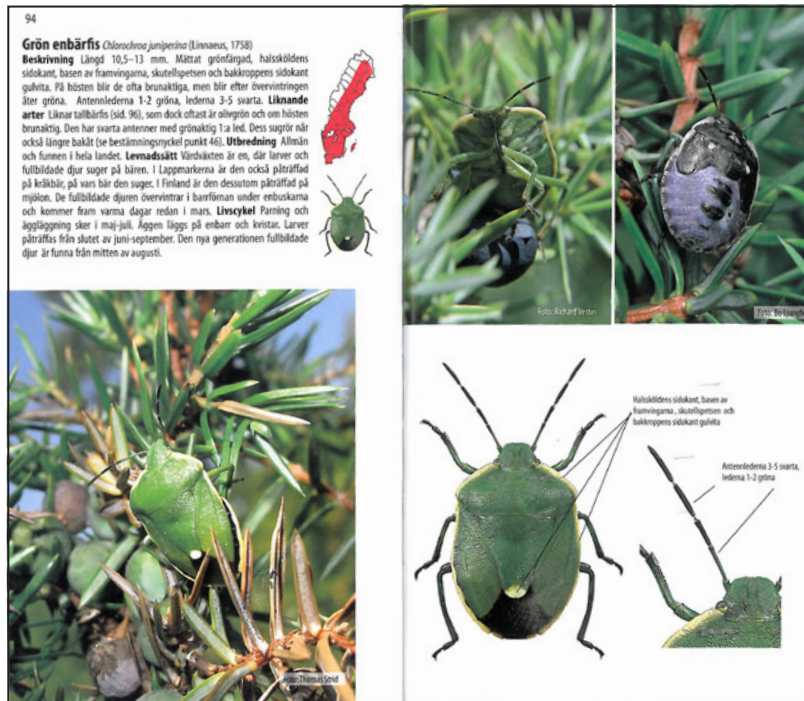 94
Grön enbärfis Chlorochroa juniperina (Linnaeus, 1758)
Beskrivning Längd 10,5–13 mm. Mättat grönfärgad, halssköldens
sidokant, basen av framvingarna, skutellspetsen och bakkroppens sidokant
gulvita. På hösten blir de ofta brunaktiga, men blir efter övervintringen
åter gröna. Antennlederna 1-2 gröna, lederna 3-5 svarta. Liknande
arter Liknar tallbärfis (sid. 96), som dock oftast är olivgrön och om hösten
brunaktig. Den har svarta antenner med grönaktig 1:a led. Dess sugrör når
också längre bakåt (se bestämningsnyckel punkt 46). Utbredning Allmän
och funnen i hela landet. Levnadssätt Värdväxten är en, där larver och
fullbildade djur suger på bären. I Lappmarkerna är den också påträffad
på kråkbär, på vars bär den suger. I Finland är den dessutom påträffad på
mjölon. De fullbildade djuren övervintrar i barrförnan under enbuskarna
och kommer fram varma dagar redan i mars. Livscykel Parning och
äggläggning sker i maj-juli. Äggen läggs på enbarr och kvistar. Larver
påträffas från slutet av juni-september. Den nya generationen fullbildade
djur är funna från mitten av augusti.
Foto: Richard Vestin
Foto: Bo
Halssköldens sidokant, basen av
framvingarna , skutellspetsen och
bakkroppens sidokant gulvita
Antennlederna 3-5 svarta,
lederna 1-2 gröna
Foto: Thomas Strid